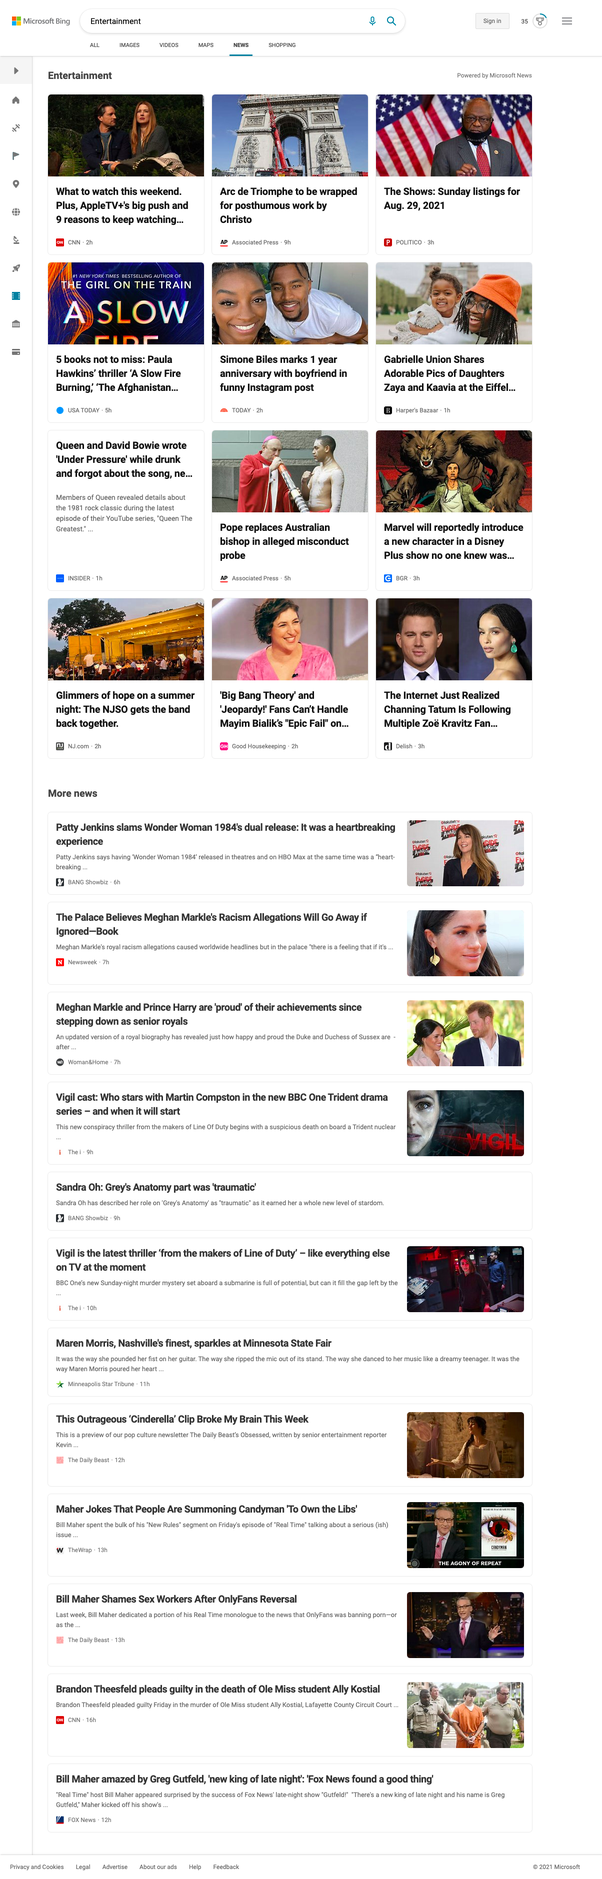 Microsoft Bing
Entertainment
Sign in
35
ALL
IMAGES
VIDEOS
MAPS
NEWS
SHOPPING
Entertainment
Powered by Microsoft News
What to watch this weekend.
Plus, AppleTV+'s big push and
9 reasons to keep watching...
CNN · 2h
Arc de Triomphe to be wrapped
for posthumous work by
Christo
AP
Associated Press · 9h
The Shows: Sunday listings for
Aug. 29, 2021
POLITICO · 3h
#1 NEW YORK TIMES BESTSELLING AUTHOR OF
THE GIRL ON THE TRAIN
A SLOW
FIRE
5 books not to miss: Paula
Hawkins' thriller 'A Slow Fire
Burning,' 'The Afghanistan...
USA TODAY · 5h
Simone Biles marks 1 year
anniversary with boyfriend in
funny Instagram post
TODAY · 2h
Gabrielle Union Shares
Adorable Pics of Daughters
Zaya and Kaavia at the Eiffel...
Harper's Bazaar · 1h
Queen and David Bowie wrote
'Under Pressure' while drunk
and forgot about the song, ne...
Members of Queen revealed details about
the 1981 rock classic during the latest
episode of their YouTube series, "Queen The
Greatest." ...
INSIDER · 1h
Pope replaces Australian
bishop in alleged misconduct
probe
AP
Associated Press · 5h
Marvel will reportedly introduce
a new character in a Disney
Plus show no one knew was...
BGR · 3h
Glimmers of hope on a summer
night: The NJSO gets the band
back together.
NJ.com · 2h
'Big Bang Theory' and
'Jeopardy!' Fans Can't Handle
Mayim Bialik's "Epic Fail" on...
Good Housekeeping · 2h
The Internet Just Realized
Channing Tatum Is Following
Multiple Zoë Kravitz Fan...
Delish · 3h
More news
Patty Jenkins slams Wonder Woman 1984's dual release: It was a heartbreaking
experience
Patty Jenkins says having 'Wonder Woman 1984' released in theatres and on HBO Max at the same time was a "heart-
breaking ...
BANG Showbiz · 6h
The Palace Believes Meghan Markle's Racism Allegations Will Go Away if
Ignored—Book
Meghan Markle's royal racism allegations caused worldwide headlines but in the palace "there is a feeling that if it's ...
Newsweek · 7h
Meghan Markle and Prince Harry are 'proud' of their achievements since
stepping down as senior royals
An updated version of a royal biography has revealed just how happy and proud the Duke and Duchess of Sussex are -
after ...
Woman&Home · 7h
Vigil cast: Who stars with Martin Compston in the new BBC One Trident drama
series – and when it will start
This new conspiracy thriller from the makers of Line Of Duty begins with a suspicious death on board a Trident nuclear
...
The i · 9h
VIGIL
Sandra Oh: Grey's Anatomy part was 'traumatic'
Sandra Oh has described her role on 'Grey's Anatomy' as "traumatic" as it earned her a whole new level of stardom.
BANG Showbiz · 9h
Vigil is the latest thriller 'from the makers of Line of Duty' – like everything else
on TV at the moment
BBC One's new Sunday-night murder mystery set aboard a submarine is full of potential, but can it fill the gap left by the
...
The i · 10h
Maren Morris, Nashville's finest, sparkles at Minnesota State Fair
It was the way she pounded her fist on her guitar. The way she ripped the mic out of its stand. The way she danced to her music like a dreamy teenager. It was the
way Maren Morris poured her heart ...
Minneapolis Star Tribune · 11h
This Outrageous 'Cinderella' Clip Broke My Brain This Week
This is a preview of our pop culture newsletter The Daily Beast's Obsessed, written by senior entertainment reporter
Kevin ...
The Daily Beast · 12h
Maher Jokes That People Are Summoning Candyman 'To Own the Libs'
Bill Maher spent the bulk of his "New Rules" segment on Friday's episode of "Real Time" talking about a serious (ish)
issue ...
TheWrap · 13h
CANDYMAN
THE AGONY OF REPEAT
Bill Maher Shames Sex Workers After OnlyFans Reversal
Last week, Bill Maher dedicated a portion of his Real Time monologue to the news that OnlyFans was banning porn—or
as the ...
The Daily Beast · 13h
Brandon Theesfeld pleads guilty in the death of Ole Miss student Ally Kostial
Brandon Theesfeld pleaded guilty Friday in the murder of Ole Miss student Ally Kostial, Lafayette County Circuit Court ...
CNN · 16h
Bill Maher amazed by Greg Gutfeld, 'new king of late night': 'Fox News found a good thing'
"Real Time" host Bill Maher appeared surprised by the success of Fox News' late-night show "Gutfeld!" "There's a new king of late night and his name is Greg
Gutfeld," Maher kicked off his show's ...
FOX News · 12h
Privacy and Cookies
Legal
Advertise
About our ads
Help
Feedback
© 2021 Microsoft